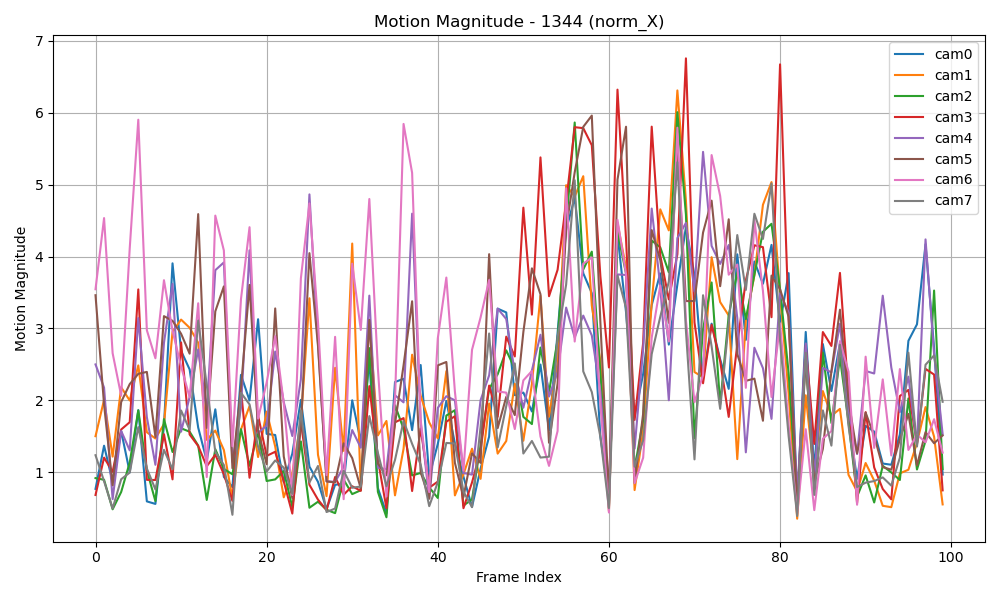 Motion Magnitude - 1344 (norm_X)
7
6
5
4
3
2
1
Motion Magnitude
0
20
40
60
80
100
Frame Index
cam0
cam1
cam2
cam3
cam4
cam5
cam6
cam7